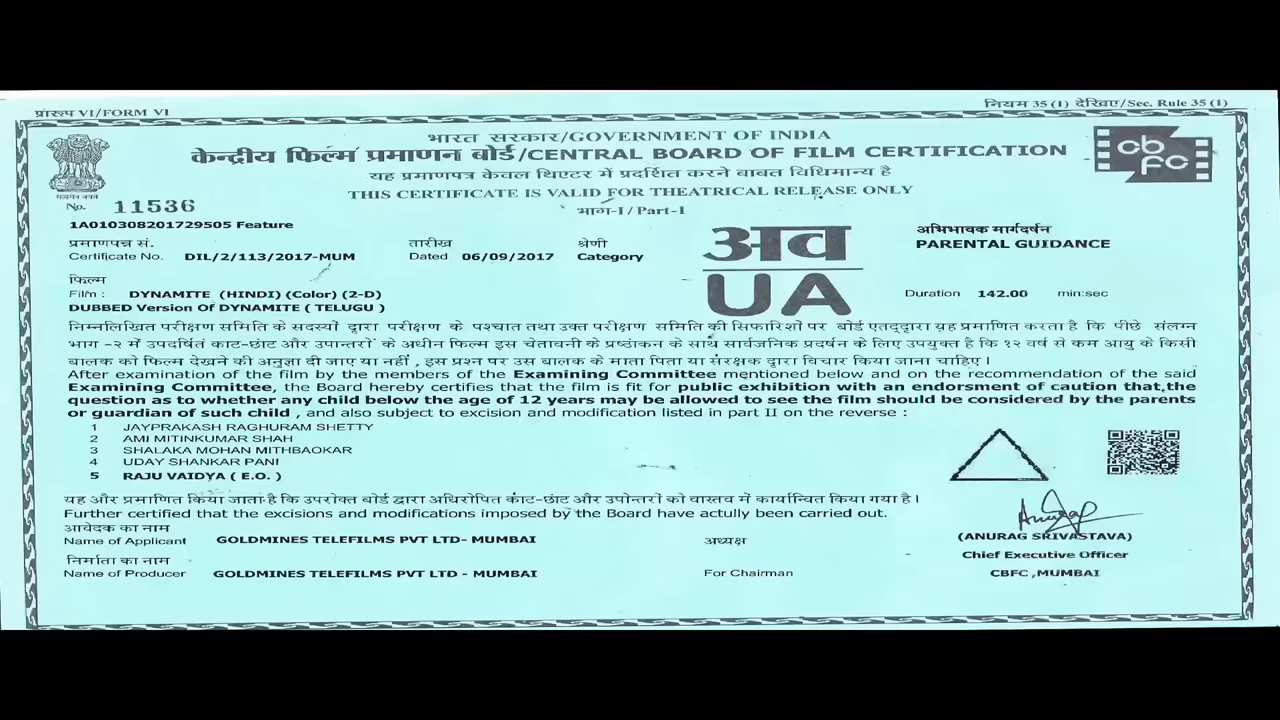 प्रारूप VI/FORM VI
नियम 35 (1) देखिए/Sec. Rule 35 (1)
भारत सरकार/GOVERNMENT OF INDIA
केन्द्रीय फिल्म प्रमाणन बोर्ड/CENTRAL BOARD OF FILM CERTIFICATION
cb
fc
यह प्रमाणपत्र केवल थिएटर में प्रदर्शित करने बाबत विधिमान्य है
THIS CERTIFICATE IS VALID FOR THEATRICAL RELEASE ONLY
सत्यमेव जयते
No. 11536
भाग-I/Part-I
1A010308201729505 Feature
प्रमाणपत्र सं.
तारीख
श्रेणी
अव
अभिभावक मार्गदर्शन
PARENTAL GUIDANCE
Certificate No. DIL/2/113/2017-MUM
Dated 06/09/2017
Category
UA
फिल्म
Film : DYNAMITE (HINDI) (Color) (2-D)
Duration 142.00 min:sec
DUBBED Version Of DYNAMITE ( TELUGU )
निम्नलिखित परीक्षण समिति के सदस्यों द्वारा परीक्षण के पश्चात तथा उक्त परीक्षण समिति की सिफारिशों पर बोर्ड एतद्द्वारा यह प्रमाणित करता है कि पीछे संलग्न
भाग -२ में उपदर्षित काट-छांट और उपान्तरों के अधीन फिल्म इस चेतावनी के प्रष्ठांकन के साथ सार्वजनिक प्रदर्शन के लिए उपयुक्त है कि १२ वर्ष से कम आयु के किसी
बालक को फिल्म देखने की अनुज्ञा दी जाए या नहीं , इस प्रश्न पर उस बालक के माता पिता या संरक्षक द्वारा विचार किया जाना चाहिए।
After examination of the film by the members of the Examining Committee mentioned below and on the recommendation of the said
Examining Committee, the Board hereby certifies that the film is fit for public exhibition with an endorsment of caution that,the
question as to whether any child below the age of 12 years may be allowed to see the film should be considered by the parents
or guardian of such child , and also subject to excision and modification listed in part II on the reverse :
1 JAYPRAKASH RAGHURAM SHETTY
2 AMI MITINKUMAR SHAH
3 SHALAKA MOHAN MITHBAOKAR
4 UDAY SHANKAR PANI
5 RAJU VAIDYA ( E.O. )
यह और प्रमाणित किया जाता है कि उपरोक्त बोर्ड द्वारा अधिरोपित काट-छांट और उपोन्तरों को वास्तव में कार्यान्वित किया गया है।
Further certified that the excisions and modifications imposed by the Board have actully been carried out.
आवेदक का नाम
Name of Applicant GOLDMINES TELEFILMS PVT LTD- MUMBAI
अध्यक्ष
(ANURAG SRIVASTAVA)
Chief Executive Officer
निर्माता का नाम
Name of Producer GOLDMINES TELEFILMS PVT LTD - MUMBAI
For Chairman
CBFC ,MUMBAI